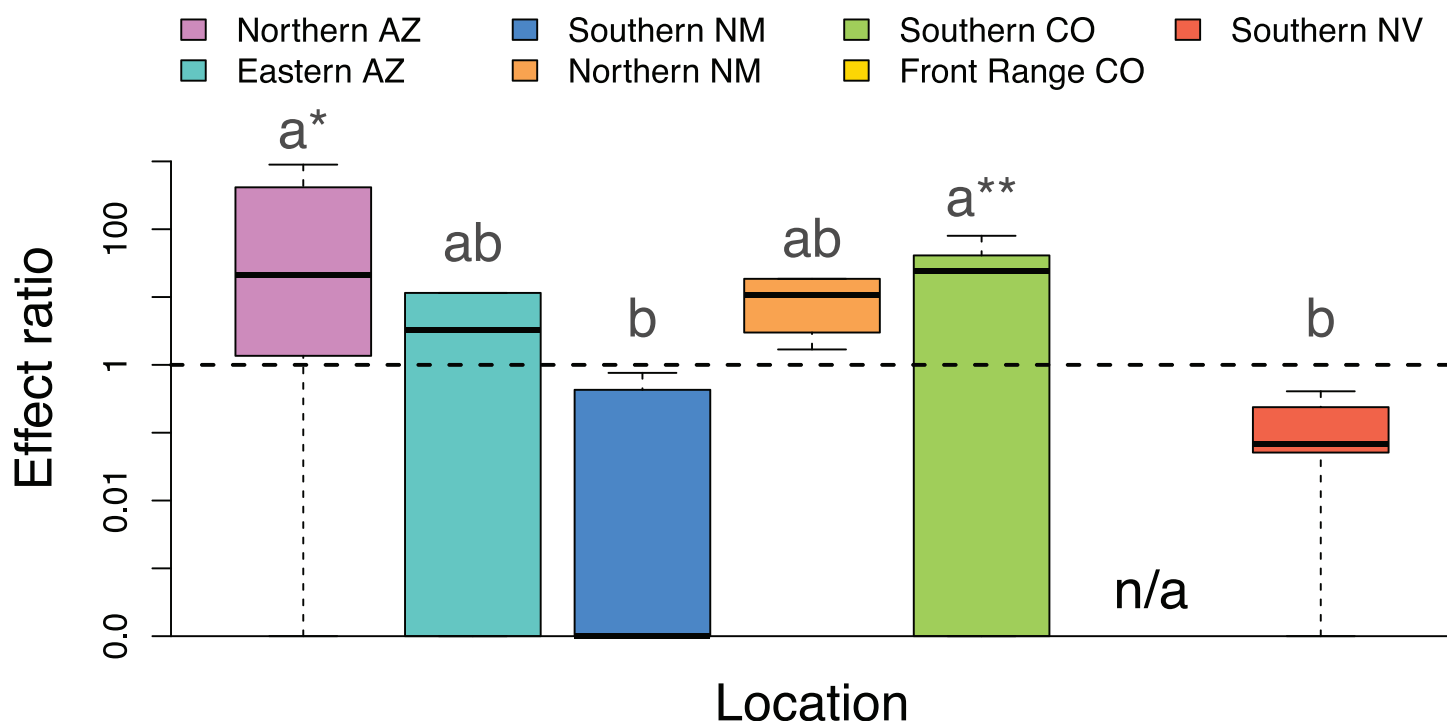 Northern AZ Southern NM Southern CO Southern NV
Eastern AZ Northern NM Front Range CO
a*
a**
ab
ab
b
b
100
1
0.01
0.0
Effect ratio
n/a
Location